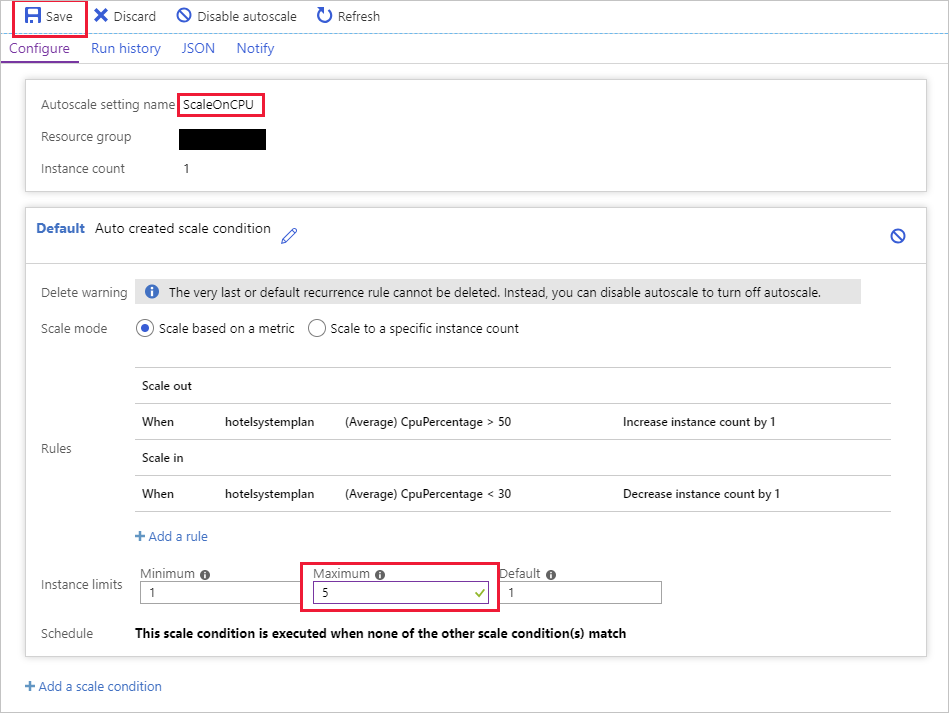 Save Discard Disable autoscale Refresh
Configure Run history JSON Notify
Autoscale setting name ScaleOnCPU
Resource group
Instance count 1
Default Auto created scale condition
Delete warning The very last or default recurrence rule cannot be deleted. Instead, you can disable autoscale to turn off autoscale.
Scale mode Scale based on a metric Scale to a specific instance count
Scale out
When hotelsystemplan (Average) CpuPercentage > 50 Increase instance count by 1
Rules
Scale in
When hotelsystemplan (Average) CpuPercentage < 30 Decrease instance count by 1
+ Add a rule
Minimum Maximum Default
Instance limits 1 5 1
Schedule This scale condition is executed when none of the other scale condition(s) match
+ Add a scale condition